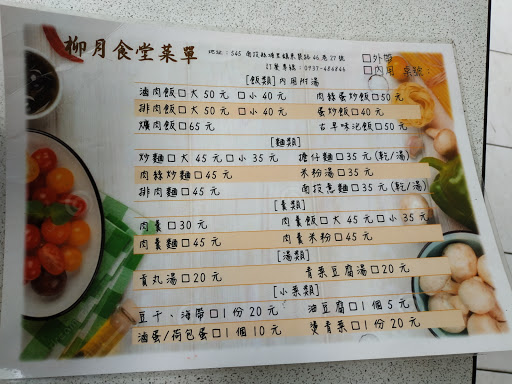 柳月食堂菜單
地址：545 南投縣埔里鎮東榮路 46 巷 27 號
訂餐專線：0937-484846
□外帶
□內用 桌號：
[飯類] 內用附湯
滷肉飯□大 50 元 □小 40 元 肉絲蛋炒飯□50 元
排肉飯□大 50 元 □小 40 元 蛋炒飯□40 元
爌肉飯□65 元 古早味泡飯□50 元
[麵類]
炒麵□大 45 元□小 35 元 擔仔麵□35 元 (乾/湯)
肉絲炒麵□45 元 米粉湯□35 元
排肉麵□45 元 南投意麵□35 元 (乾/湯)
[羹類]
肉羹□30 元 肉羹飯□大 45 元□小 35 元
肉羹麵□45 元 肉羹米粉□45 元
[湯類]
貢丸湯□20 元 青菜豆腐湯□20 元
[小菜類]
豆干、海帶□1 份 20 元 油豆腐□1 個 5 元
滷蛋/荷包蛋□1 個 10 元 燙青菜□1 份 20 元